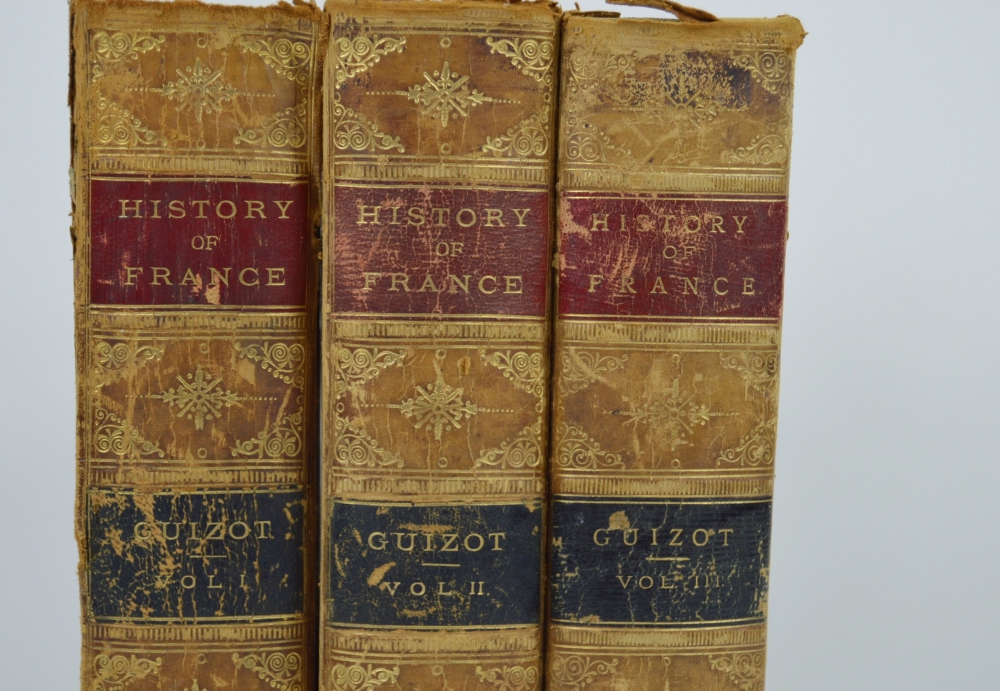 HISTORY
OF
FRANCE
GUIZOT
VOL I.
HISTORY
OF
FRANCE
GUIZOT
VOL II.
HISTORY
OF
FRANCE
GUIZOT
VOL III